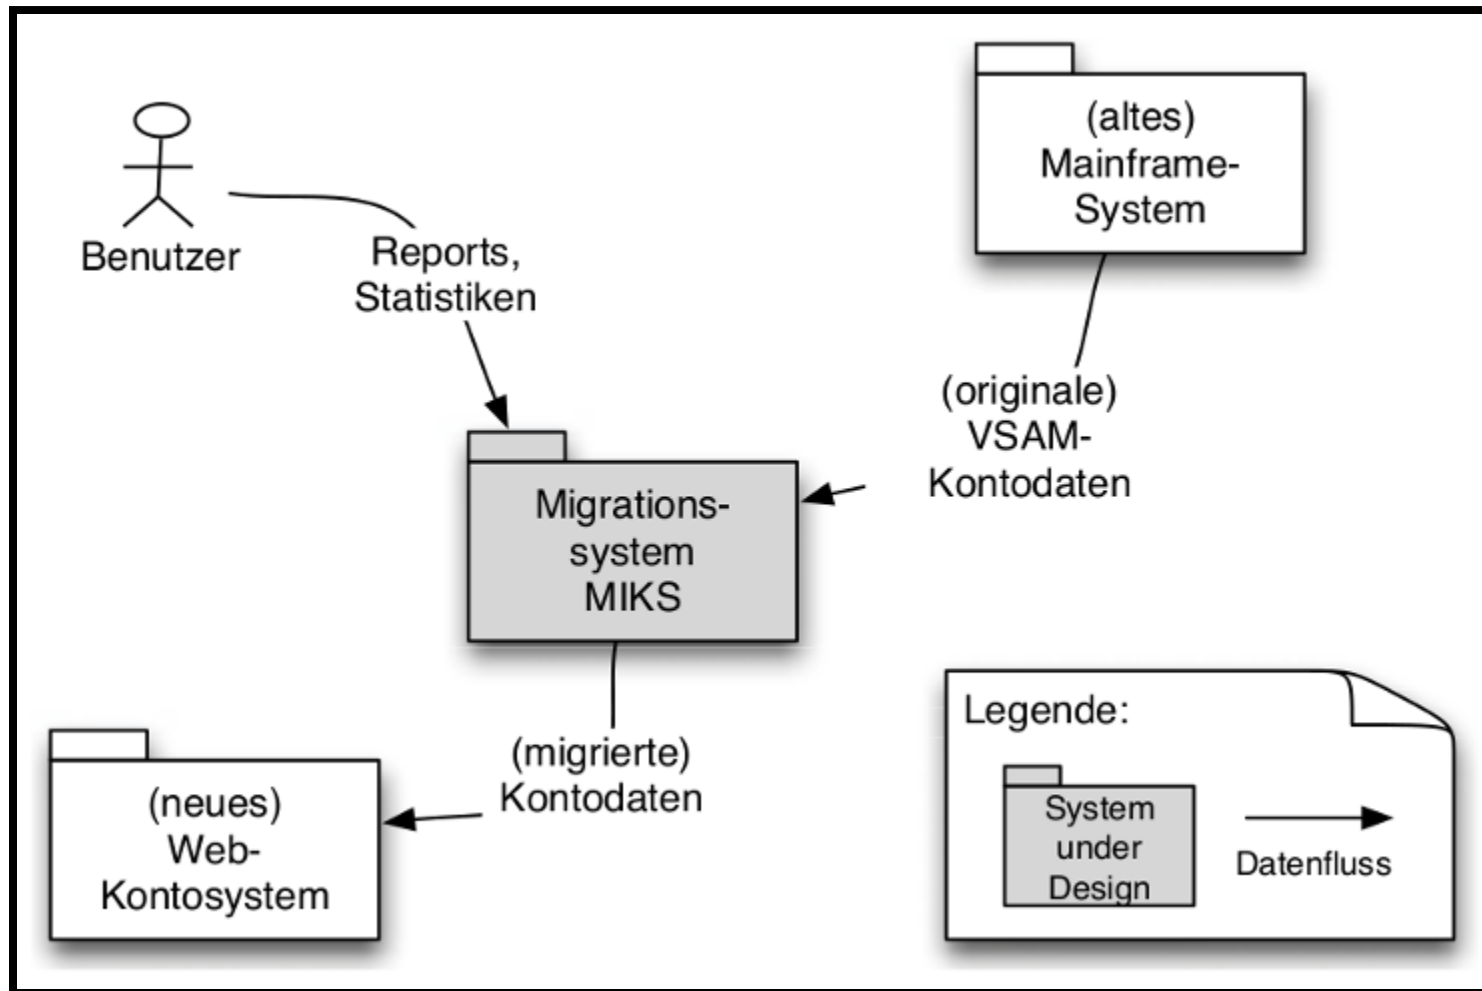 Benutzer
Reports,
Statistiken
(altes)
Mainframe-
System
(originale)
VSAM-
Kontodaten
Migrations-
system
MIKS
(migrierte)
Kontodaten
(neues)
Web-
Kontosystem
Legende:
System
under
Design
Datenfluss